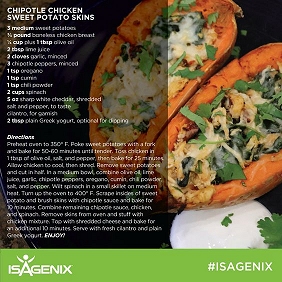 CHIPOTLE CHICKEN
SWEET POTATO SKINS
3 medium sweet potatoes
¾ pound boneless chicken breast
¼ cup plus 1 tbsp olive oil
2 tbsp lime juice
2 cloves garlic, minced
3 chipotle peppers, minced
1 tsp oregano
1 tsp cumin
1 tsp chili powder
2 cups spinach
5 oz sharp white cheddar, shredded
salt and pepper, to taste
cilantro, for garnish
2 tbsp plain Greek yogurt, optional for dipping
Directions
Preheat oven to 350° F. Poke sweet potatoes with a fork
and bake for 50-60 minutes until tender. Toss chicken in
1 tbsp of olive oil, salt, and pepper, then bake for 25 minutes.
Allow chicken to cool, then shred. Remove sweet potatoes
and cut in half. In a medium bowl, combine olive oil, lime
juice, garlic, chipotle peppers, oregano, cumin, chili powder,
salt, and pepper. Wilt spinach in a small skillet on medium
heat. Turn up the oven to 400° F. Scrape insides of sweet
potato and brush skins with chipotle sauce and bake for
10 minutes. Combine remaining chipotle sauce, chicken,
and spinach. Remove skins from oven and stuff with
chicken mixture. Top with shredded cheese and bake for
an additional 10 minutes. Serve with fresh cilantro and plain
Greek yogurt. ENJOY!
ISAGENIX
#ISAGENIX